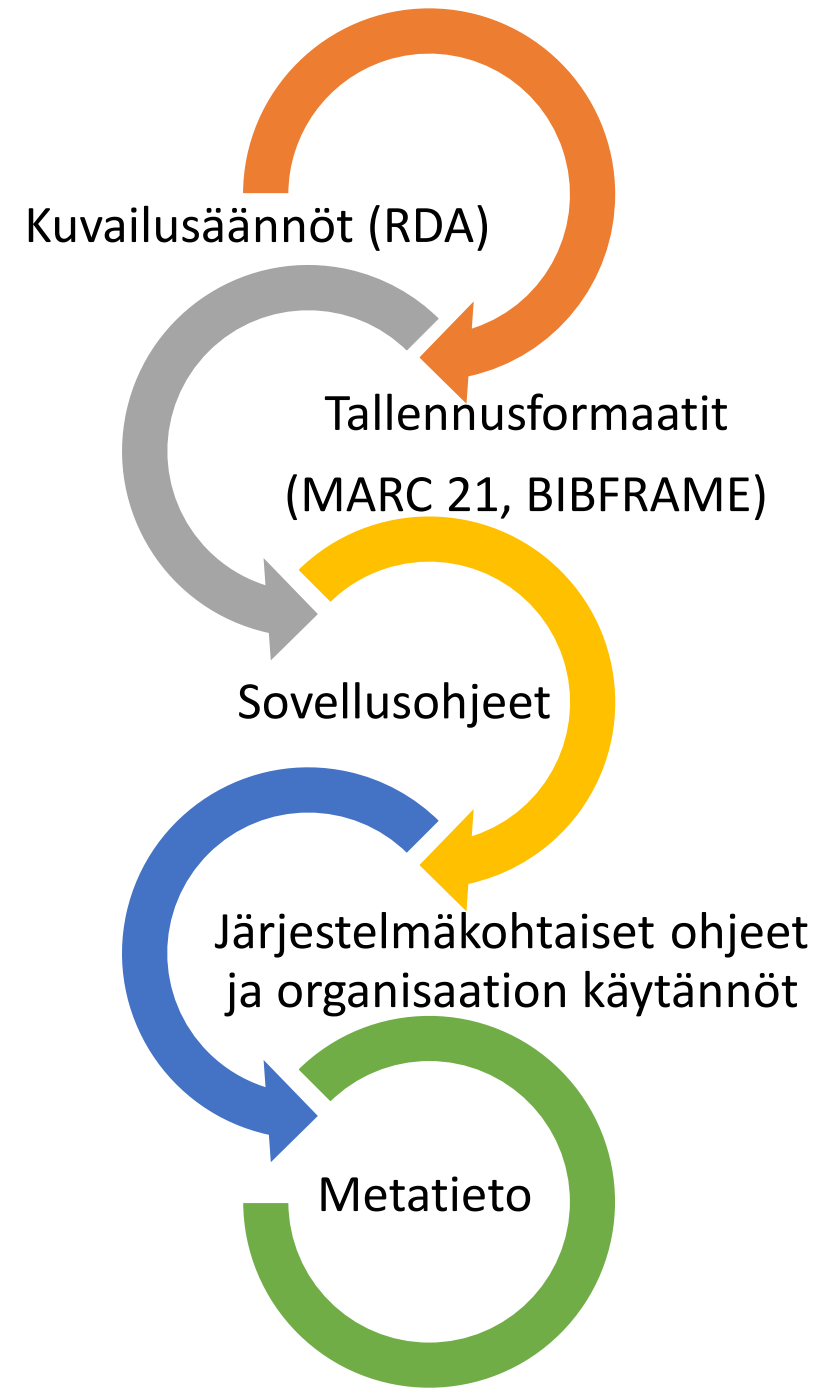 Kuvailusäännöt (RDA)
Tallennusformaatit
(MARC 21, BIBFRAME)
Sovellusohjeet
Järjestelmäkohtaiset ohjeet
ja organisaation käytännöt
Metatieto